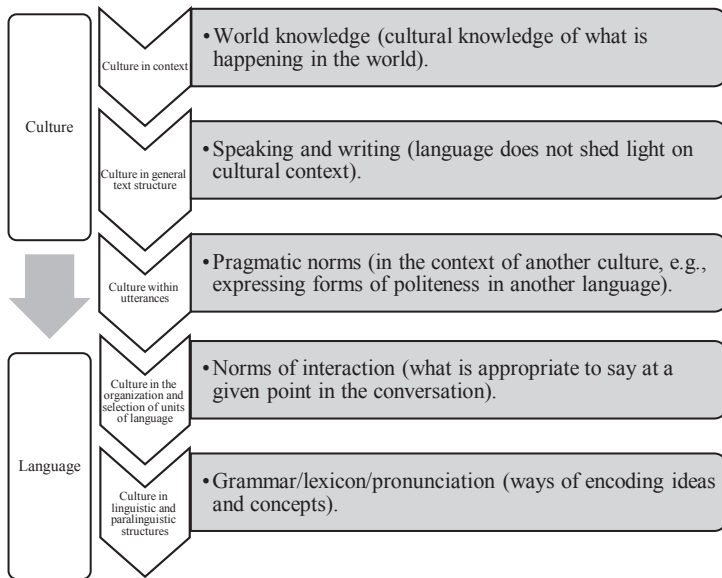 Culture
Culture in context
• World knowledge (cultural knowledge of what is
happening in the world).
Culture in general
text structure
• Speaking and writing (language does not shed light on
cultural context).
Culture within
utterances
• Pragmatic norms (in the context of another culture, e.g.,
expressing forms of politeness in another language).
Language
Culture in the
organization and
selection of units
of language
• Norms of interaction (what is appropriate to say at a
given point in the conversation).
Culture in
linguistic and
paralinguistic
structures
• Grammar/lexicon/pronunciation (ways of encoding ideas
and concepts).